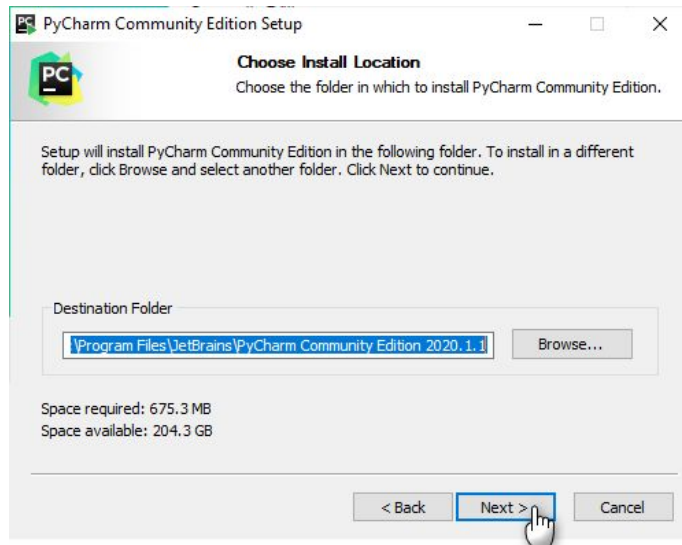 PyCharm Community Edition Setup
PC
Choose Install Location
Choose the folder in which to install PyCharm Community Edition.
Setup will install PyCharm Community Edition in the following folder. To install in a different
folder, click Browse and select another folder. Click Next to continue.
Destination Folder
:\Program Files\JetBrains\PyCharm Community Edition 2020.1.1
Browse...
Space required: 675.3 MB
Space available: 204.3 GB
< Back
Next >
Cancel